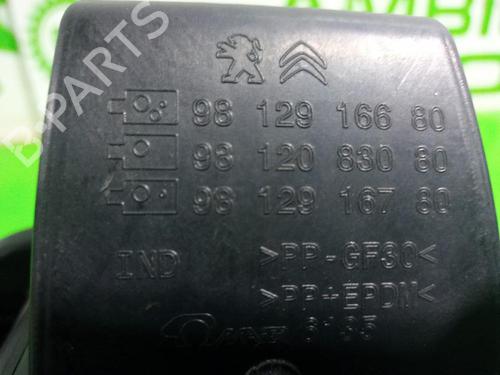 B-PARTS
98 129 166 80
98 120 830 80
98 129 167 80
IND >PP-GF30<
>PP+EPDM<